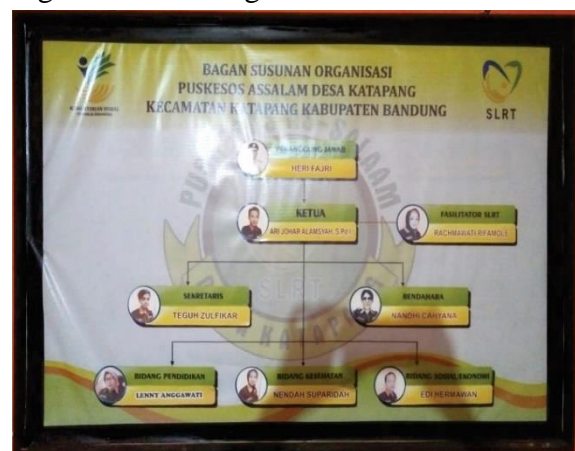 BAGAN SUSUNAN ORGANISASI
PUSKESOS ASSALAM DESA KATAPANG
KECAMATAN KATAPANG KABUPATEN BANDUNG
SLRT
PENANGGUNG JAWAB
HERI FAJRI
KETUA
ARI JOHAR ALAMSYAH, S.Pd.I
FASILITATOR SLRT
RACHMAWATI RIFAMOLE
SEKRETARIS
TEGUH ZULFIKAR
BENDAHARA
NANDHI CAHYANA
BIDANG PENDIDIKAN
LENNY ANGGAWATI
BIDANG KESEHATAN
NENDAH SUPARIDAH
BIDANG SOSIAL EKONOMI
EDI HERMAWAN
SLRT